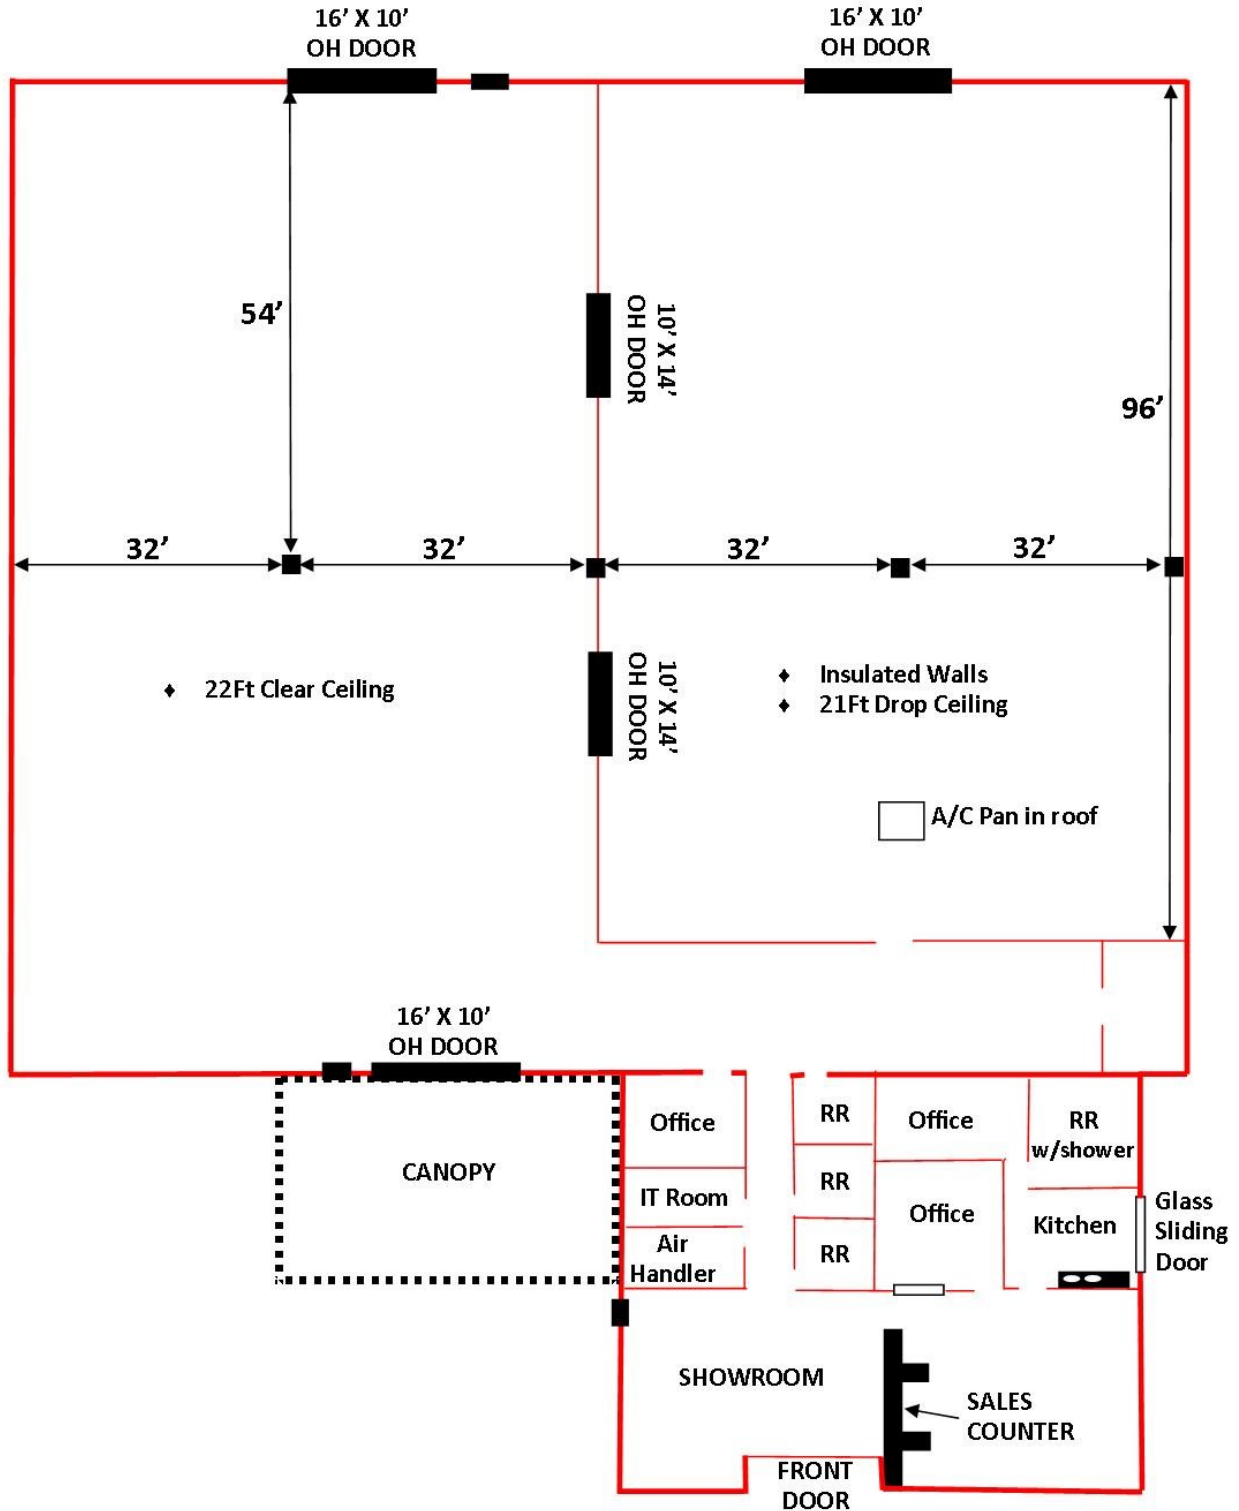 16’ X 10’
OH DOOR
16’ X 10’
OH DOOR
54’
10’ X 14’
OH DOOR
96’
32’
32’
32’
32’
♦ 22Ft Clear Ceiling
♦ Insulated Walls
♦ 21Ft Drop Ceiling
10’ X 14’
OH DOOR
A/C Pan in roof
16’ X 10’
OH DOOR
CANOPY
Office
IT Room
Air
Handler
RR
RR
RR
Office
Office
RR
w/shower
Kitchen
Glass
Sliding
Door
SHOWROOM
SALES
COUNTER
FRONT
DOOR